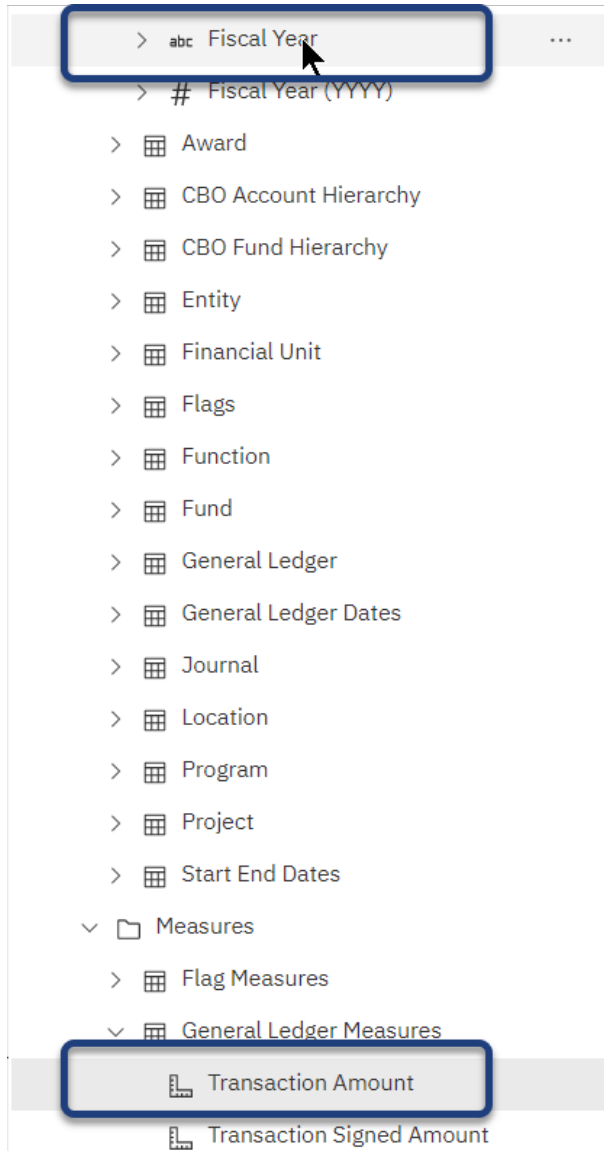 abc Fiscal Year ...
# Fiscal Year (YYYY)
Award
CBO Account Hierarchy
CBO Fund Hierarchy
Entity
Financial Unit
Flags
Function
Fund
General Ledger
General Ledger Dates
Journal
Location
Program
Project
Start End Dates
Measures
Flag Measures
General Ledger Measures
Transaction Amount
Transaction Signed Amount